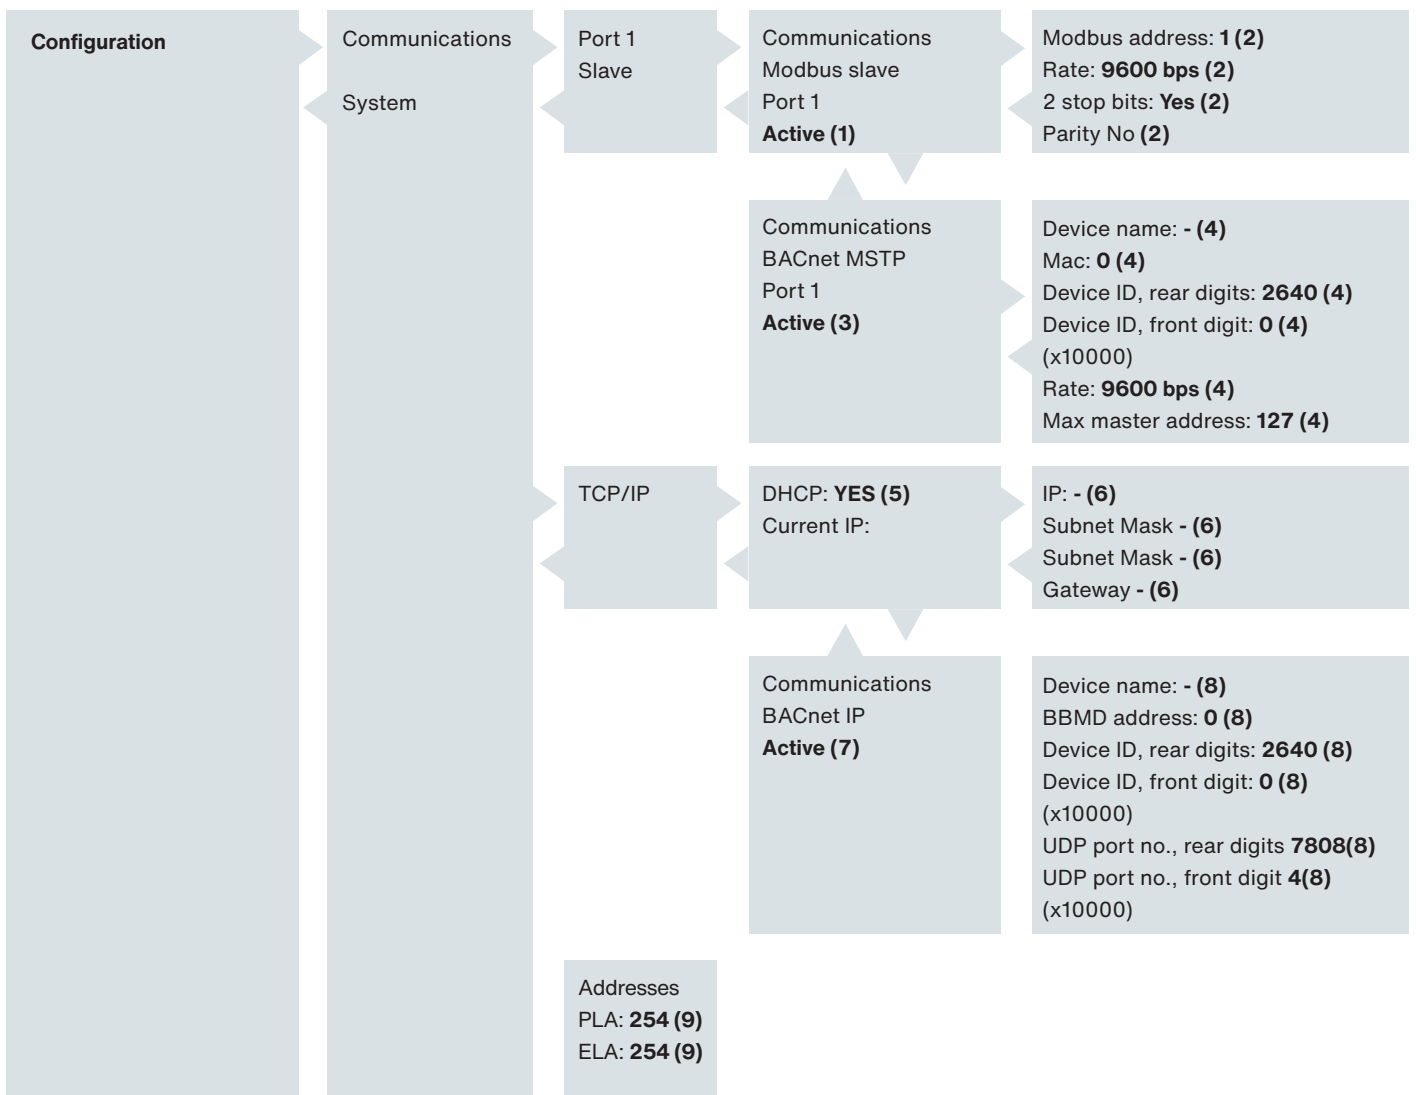 Configuration
Communications
System
Port 1
Slave
Communications
Modbus slave
Port 1
Active (1)
Modbus address: 1 (2)
Rate: 9600 bps (2)
2 stop bits: Yes (2)
Parity No (2)
Communications
BACnet MSTP
Port 1
Active (3)
Device name: - (4)
Mac: 0 (4)
Device ID, rear digits: 2640 (4)
Device ID, front digit: 0 (4)
(x10000)
Rate: 9600 bps (4)
Max master address: 127 (4)
TCP/IP
DHCP: YES (5)
Current IP:
IP: - (6)
Subnet Mask - (6)
Subnet Mask - (6)
Gateway - (6)
Communications
BACnet IP
Active (7)
Device name: - (8)
BBMD address: 0 (8)
Device ID, rear digits: 2640 (8)
Device ID, front digit: 0 (8)
(x10000)
UDP port no., rear digits 7808(8)
UDP port no., front digit 4(8)
(x10000)
Addresses
PLA: 254 (9)
ELA: 254 (9)